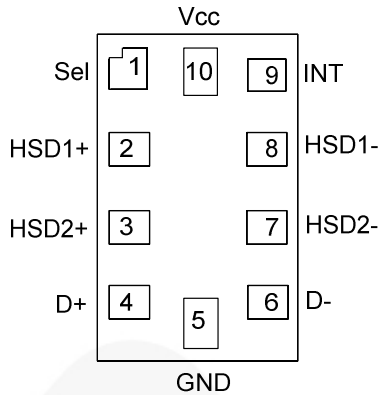 Vcc
Sel 1 10 9 INT
HSD1+ 2 8 HSD1-
HSD2+ 3 7 HSD2-
D+ 4 5 6 D-
GND